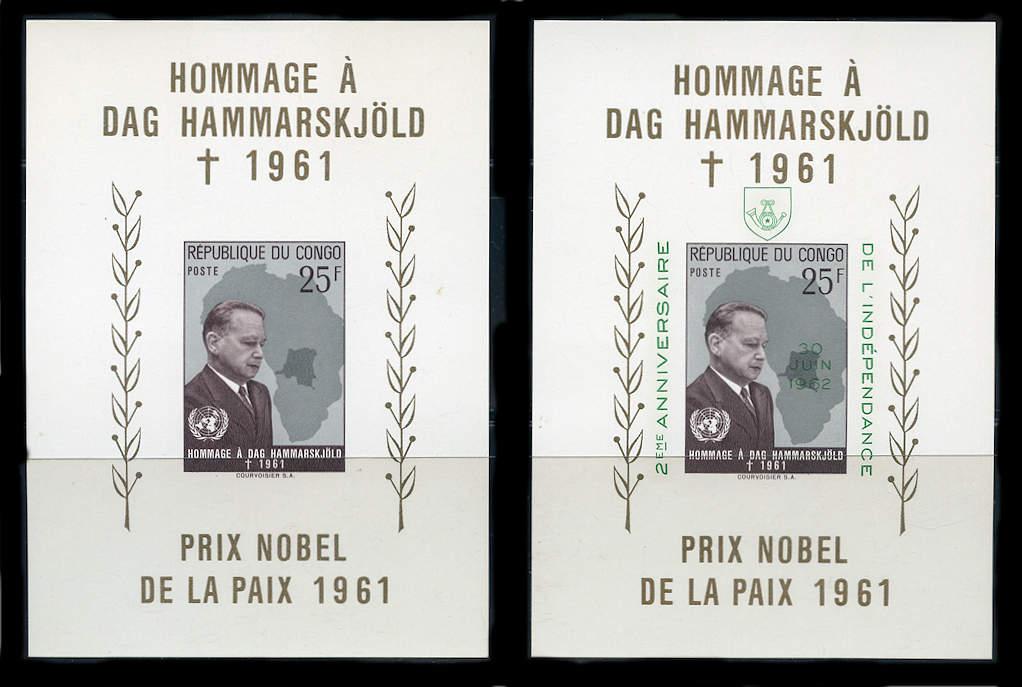 HOMMAGE À
DAG HAMMARSKJÖLD
† 1961
RÉPUBLIQUE DU CONGO
POSTE
25F
HOMMAGE À DAG HAMMARSKJÖLD
† 1961
COURVOISIER S.A.
PRIX NOBEL
DE LA PAIX 1961
HOMMAGE À
DAG HAMMARSKJÖLD
† 1961
2ÈME ANNIVERSAIRE
RÉPUBLIQUE DU CONGO
POSTE
25F
30
JUIN
1962
HOMMAGE À DAG HAMMARSKJÖLD
† 1961
COURVOISIER S.A.
DE L'INDÉPENDANCE
PRIX NOBEL
DE LA PAIX 1961